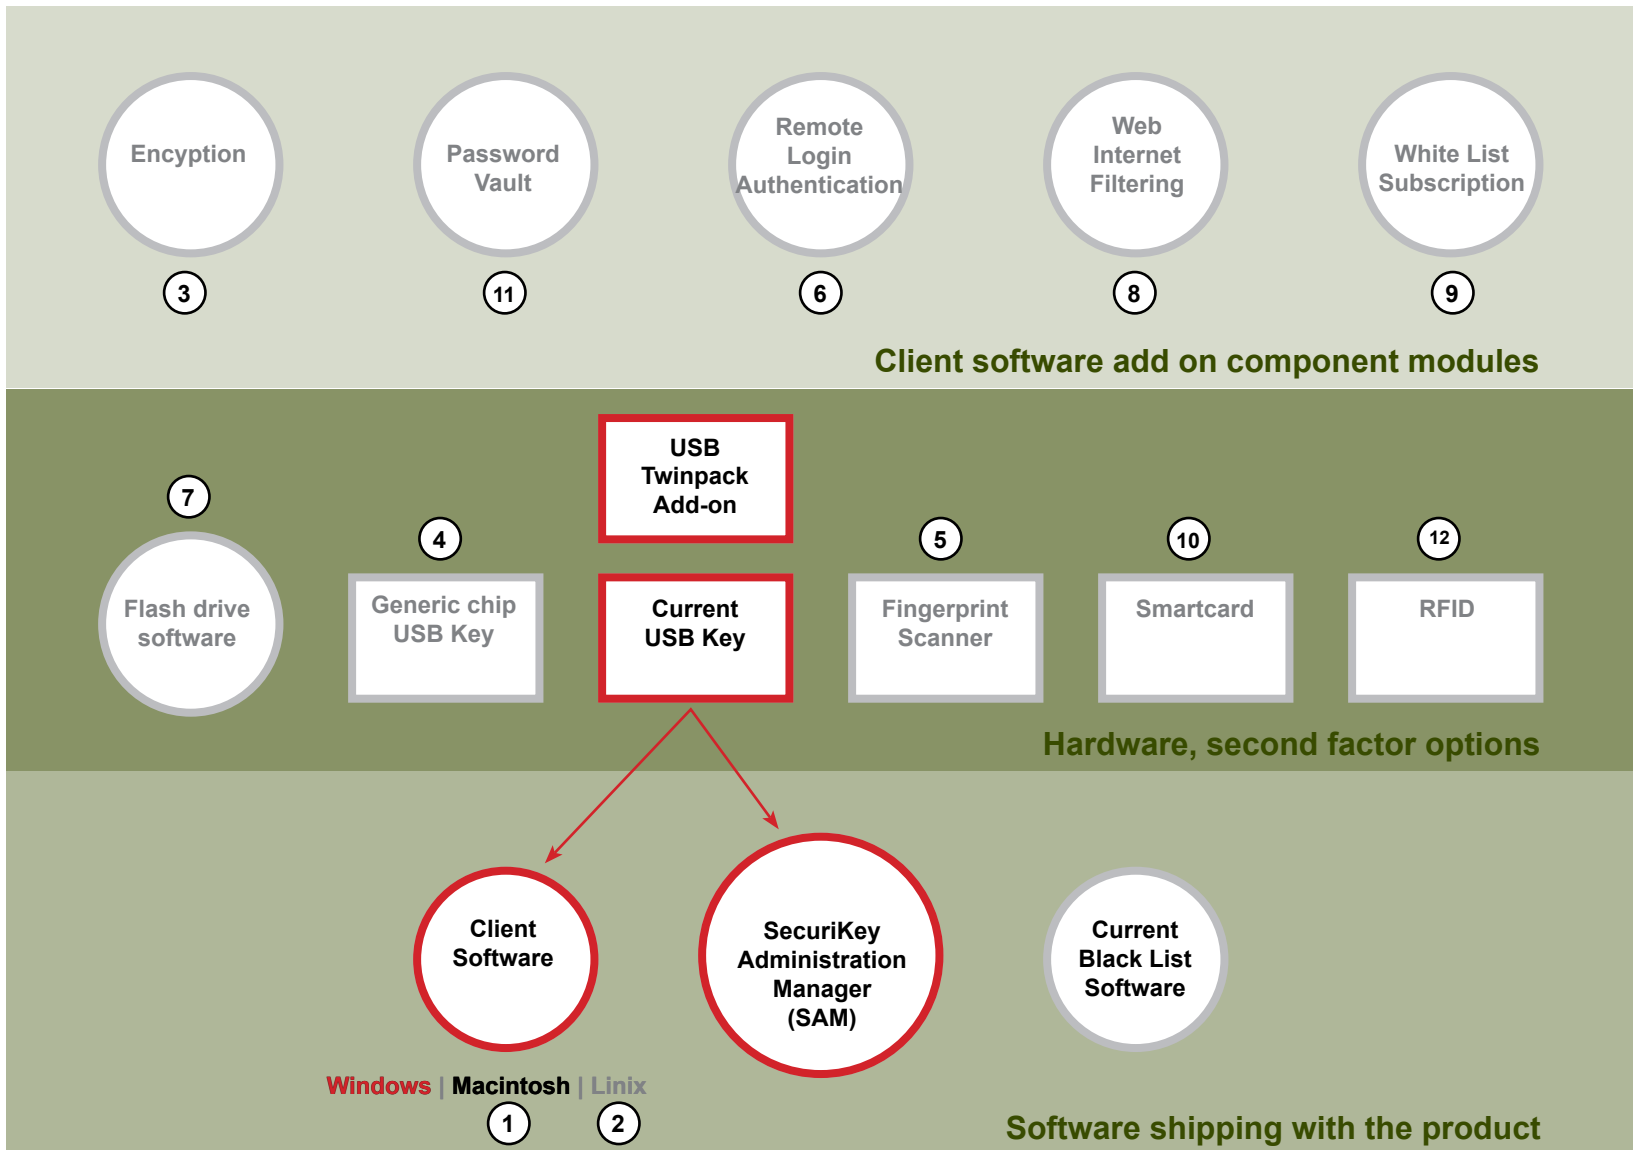 Encyption
Password
Vault
Remote
Login
Authentication
Web
Internet
Filtering
White List
Subscription
3
11
6
8
9
Client software add on component modules
USB
Twinpack
Add-on
7
4
5
10
12
Flash drive
software
Generic chip
USB Key
Current
USB Key
Fingerprint
Scanner
Smartcard
RFID
Hardware, second factor options
Client
Software
SecuriKey
Administration
Manager
(SAM)
Current
Black List
Software
Windows | Macintosh | Linix
1
2
Software shipping with the product